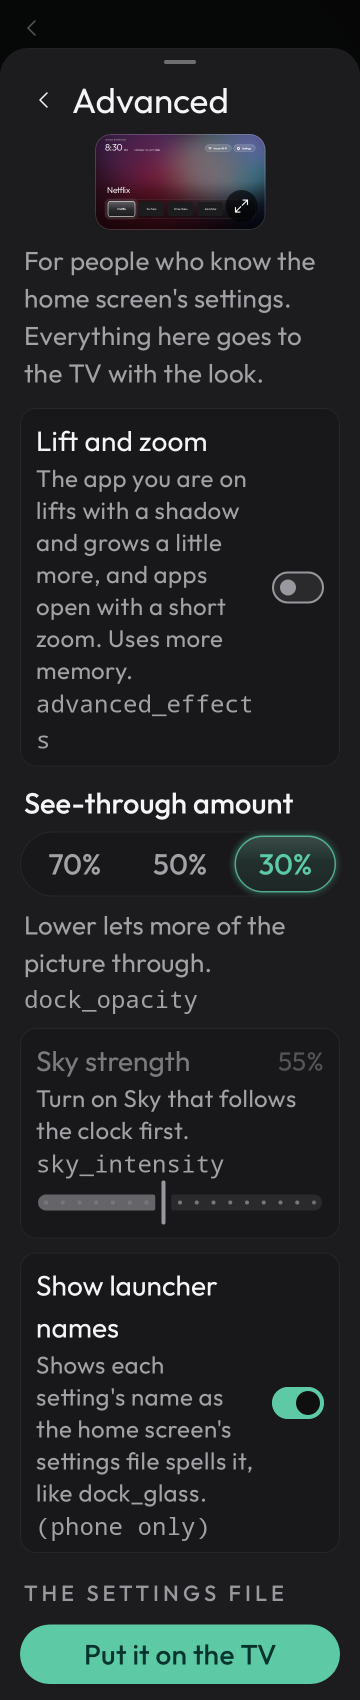 Advanced
8:30
Netflix
For people who know the
home screen's settings.
Everything here goes to
the TV with the look.
Lift and zoom
The app you are on
lifts with a shadow
and grows a little
more, and apps
open with a short
zoom. Uses more
memory.
advanced_effect
s
See-through amount
70% 50% 30%
Lower lets more of the
picture through.
dock_opacity
Sky strength 55%
Turn on Sky that follows
the clock first.
sky_intensity
Show launcher
names
Shows each
setting's name as
the home screen's
settings file spells it,
like dock_glass.
(phone only)
THE SETTINGS FILE
Put it on the TV